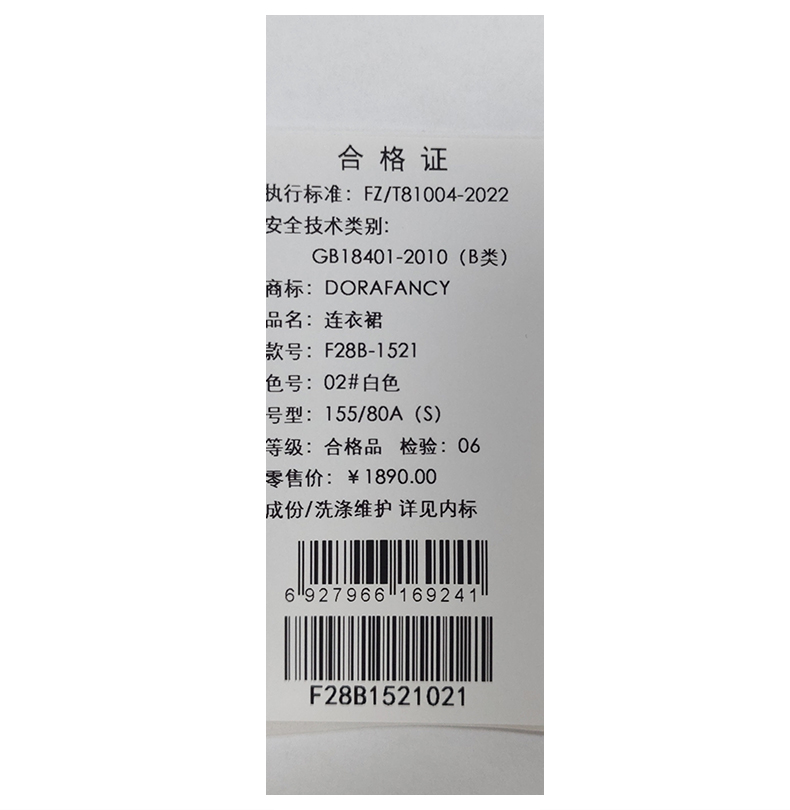 合格证
执行标准：FZ/T81004-2022
安全技术类别：
GB18401-2010（B类）
商标：DORAFANCY
品名：连衣裙
款号：F28B-1521
色号：02#白色
号型：155/80A（S）
等级：合格品 检验：06
零售价：￥1890.00
成份/洗涤维护 详见内标
6 927966 169241
F28B1521021